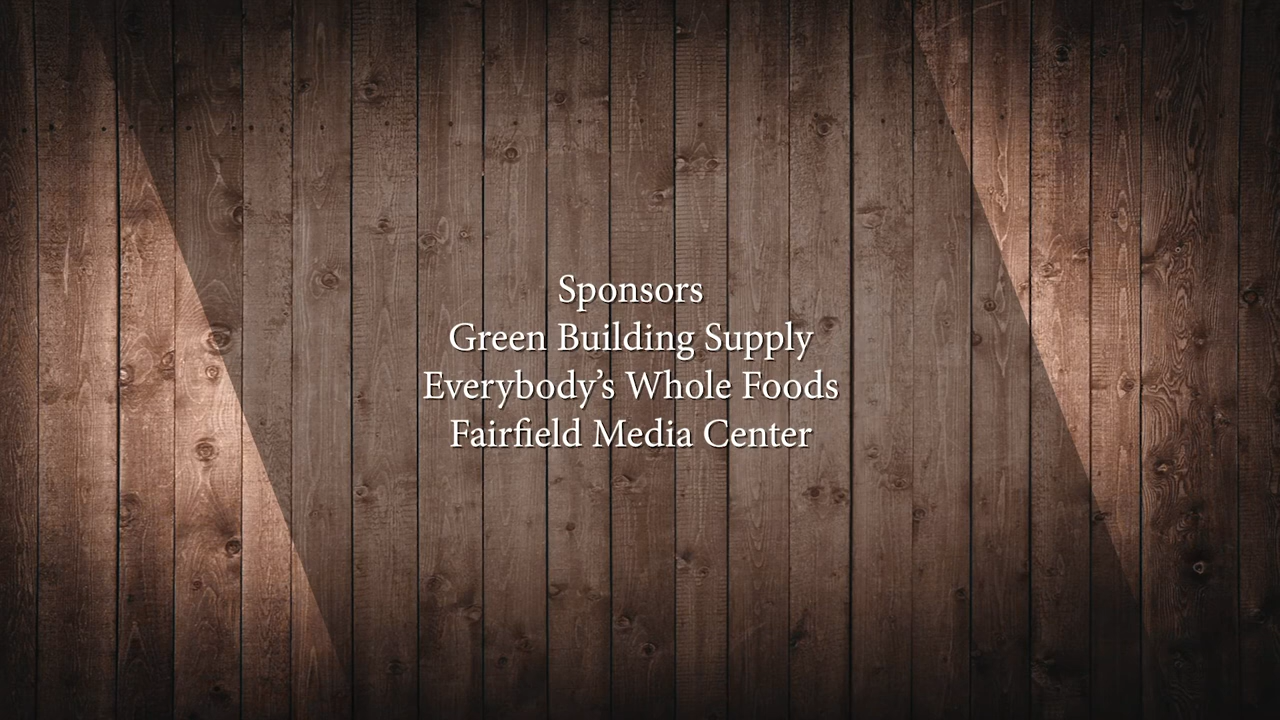 Sponsors
Green Building Supply
Everybody’s Whole Foods
Fairfield Media Center